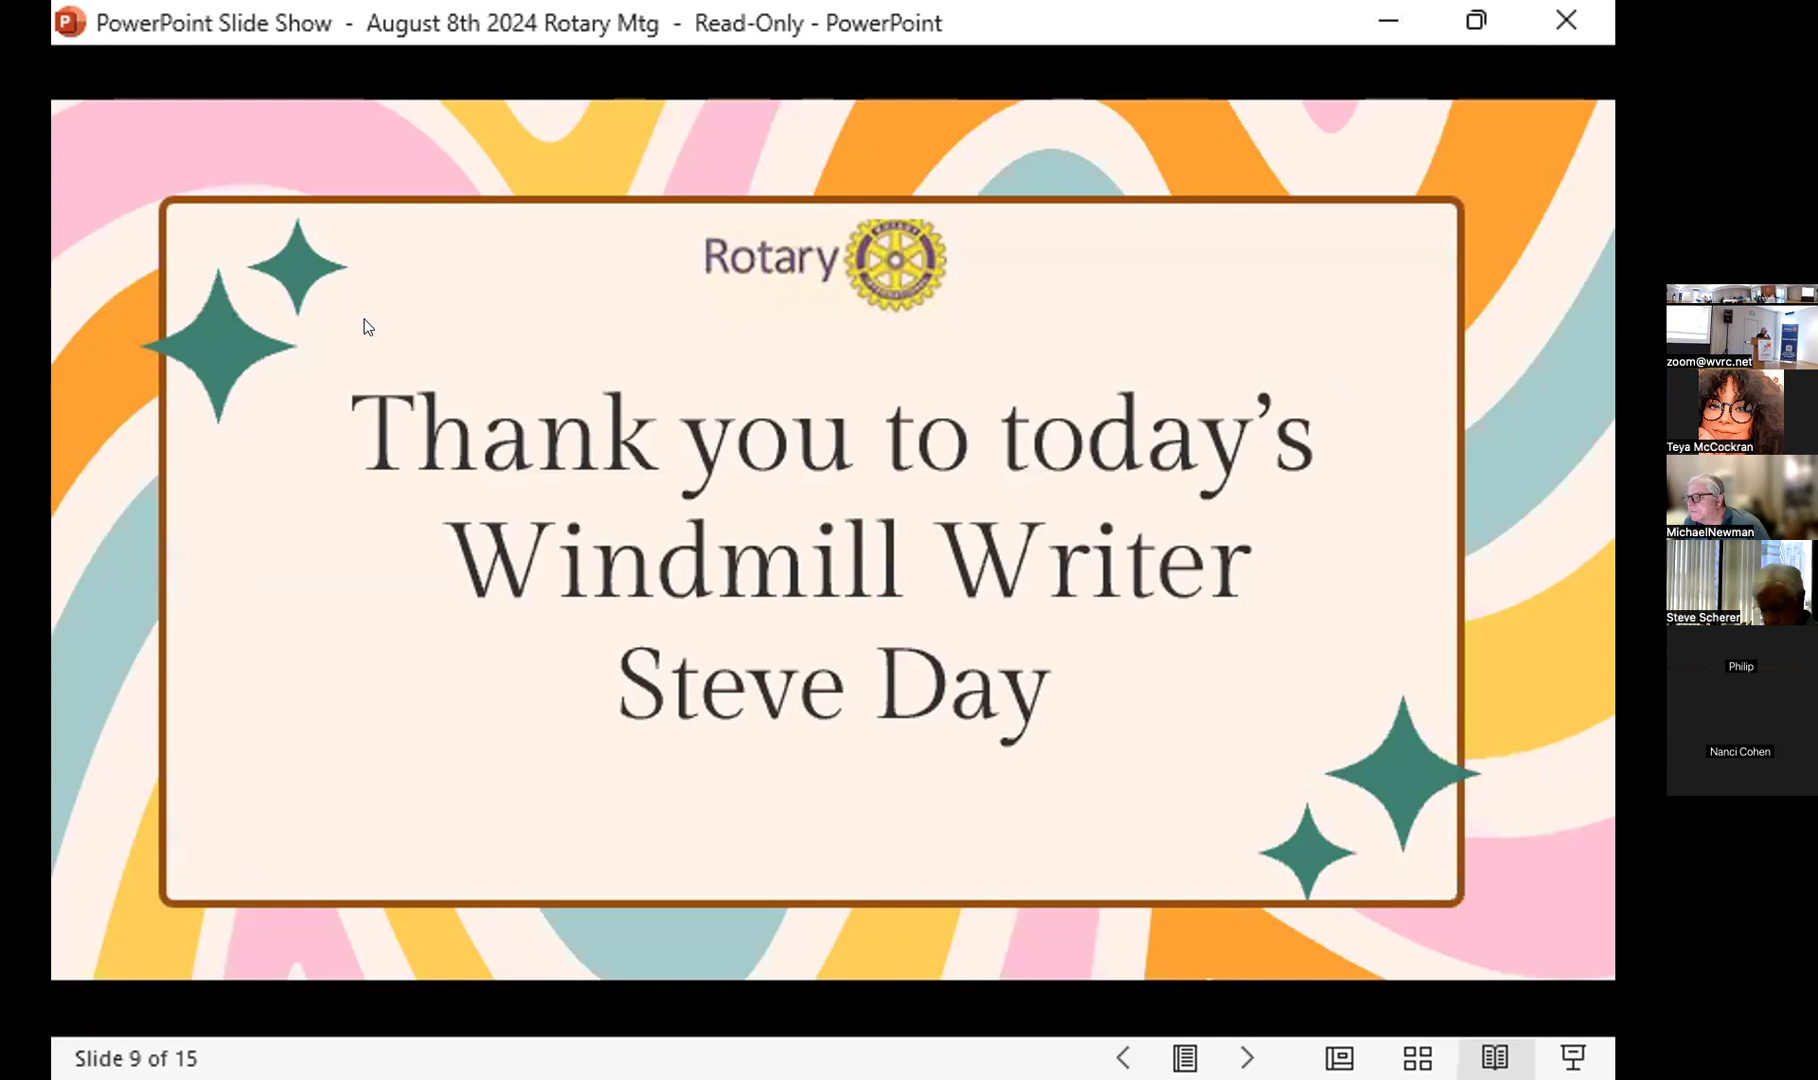 PowerPoint Slide Show - August 8th 2024 Rotary Mtg - Read-Only - PowerPoint
Rotary
Thank you to today’s
Windmill Writer
Steve Day
Slide 9 of 15
zoom@wvrc.net
Teya McCockran
MichaelNewman
Steve Scherer
Philip
Nanci Cohen